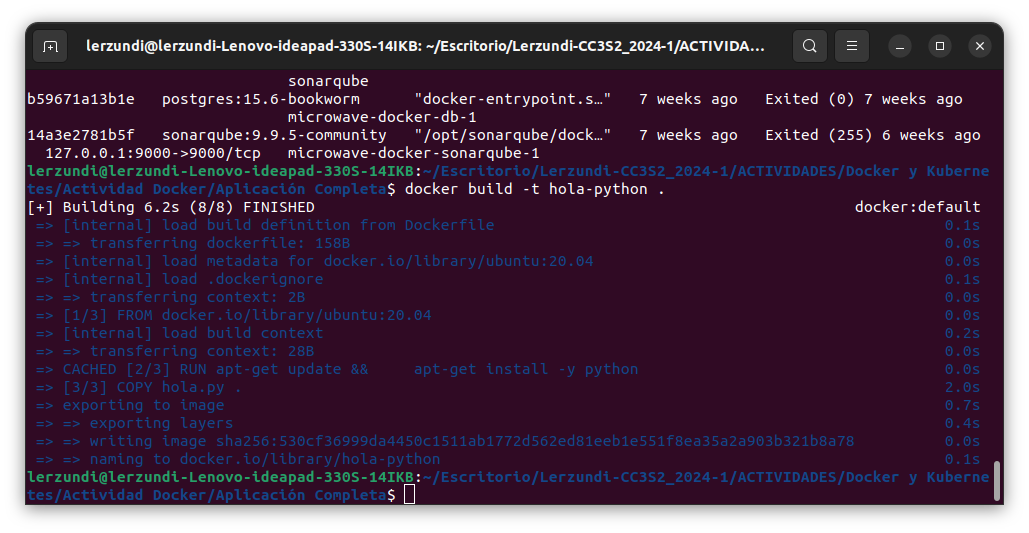 lerzundi@lerzundi-Lenovo-ideapad-330S-14IKB: ~/Escritorio/Lerzundi-CC3S2_2024-1/ACTIVIDA...
sonarqube
b59671a13b1e   postgres:15.6-bookworm      "docker-entrypoint.s…"   7 weeks ago   Exited (0) 7 weeks ago
microwave-docker-db-1
14a3e2781b5f   sonarqube:9.9.5-community   "/opt/sonarqube/dock…"   7 weeks ago   Exited (255) 6 weeks ago
127.0.0.1:9000->9000/tcp   microwave-docker-sonarqube-1
lerzundi@lerzundi-Lenovo-ideapad-330S-14IKB:~/Escritorio/Lerzundi-CC3S2_2024-1/ACTIVIDADES/Docker y Kuberne
tes/Actividad Docker/Aplicación Completa$ docker build -t hola-python .
[+] Building 6.2s (8/8) FINISHED                                                            docker:default
 => [internal] load build definition from Dockerfile                                                  0.1s
 => => transferring dockerfile: 158B                                                                  0.0s
 => [internal] load metadata for docker.io/library/ubuntu:20.04                                       0.0s
 => [internal] load .dockerignore                                                                     0.1s
 => => transferring context: 2B                                                                       0.0s
 => [1/3] FROM docker.io/library/ubuntu:20.04                                                         0.0s
 => [internal] load build context                                                                     0.2s
 => => transferring context: 28B                                                                      0.0s
 => CACHED [2/3] RUN apt-get update &&     apt-get install -y python                                  0.0s
 => [3/3] COPY hola.py .                                                                              2.0s
 => exporting to image                                                                                0.7s
 => => exporting layers                                                                               0.4s
 => => writing image sha256:530cf36999da4450c1511ab1772d562ed81eeb1e551f8ea35a2a903b321b8a78          0.0s
 => => naming to docker.io/library/hola-python                                                        0.1s
lerzundi@lerzundi-Lenovo-ideapad-330S-14IKB:~/Escritorio/Lerzundi-CC3S2_2024-1/ACTIVIDADES/Docker y Kuberne
tes/Actividad Docker/Aplicación Completa$